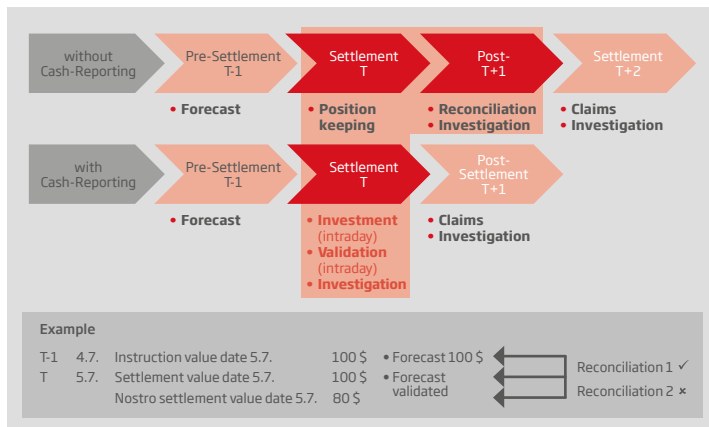 without
Cash-Reporting
Pre-Settlement
T-1
Settlement
T
Post-
T+1
Settlement
T+2
• Forecast
• Position
keeping
• Reconciliation
• Investigation
• Claims
• Investigation
with
Cash-Reporting
Pre-Settlement
T-1
Settlement
T
Post-
Settlement
T+1
• Forecast
• Investment
(intraday)
• Validation
(intraday)
• Investigation
• Claims
• Investigation
Example
T-1 4.7. Instruction value date 5.7. 100 $ • Forecast 100 $
T 5.7. Settlement value date 5.7. 100 $ • Forecast
validated
Nostro settlement value date 5.7. 80 $
Reconciliation 1 ✓
Reconciliation 2 ×